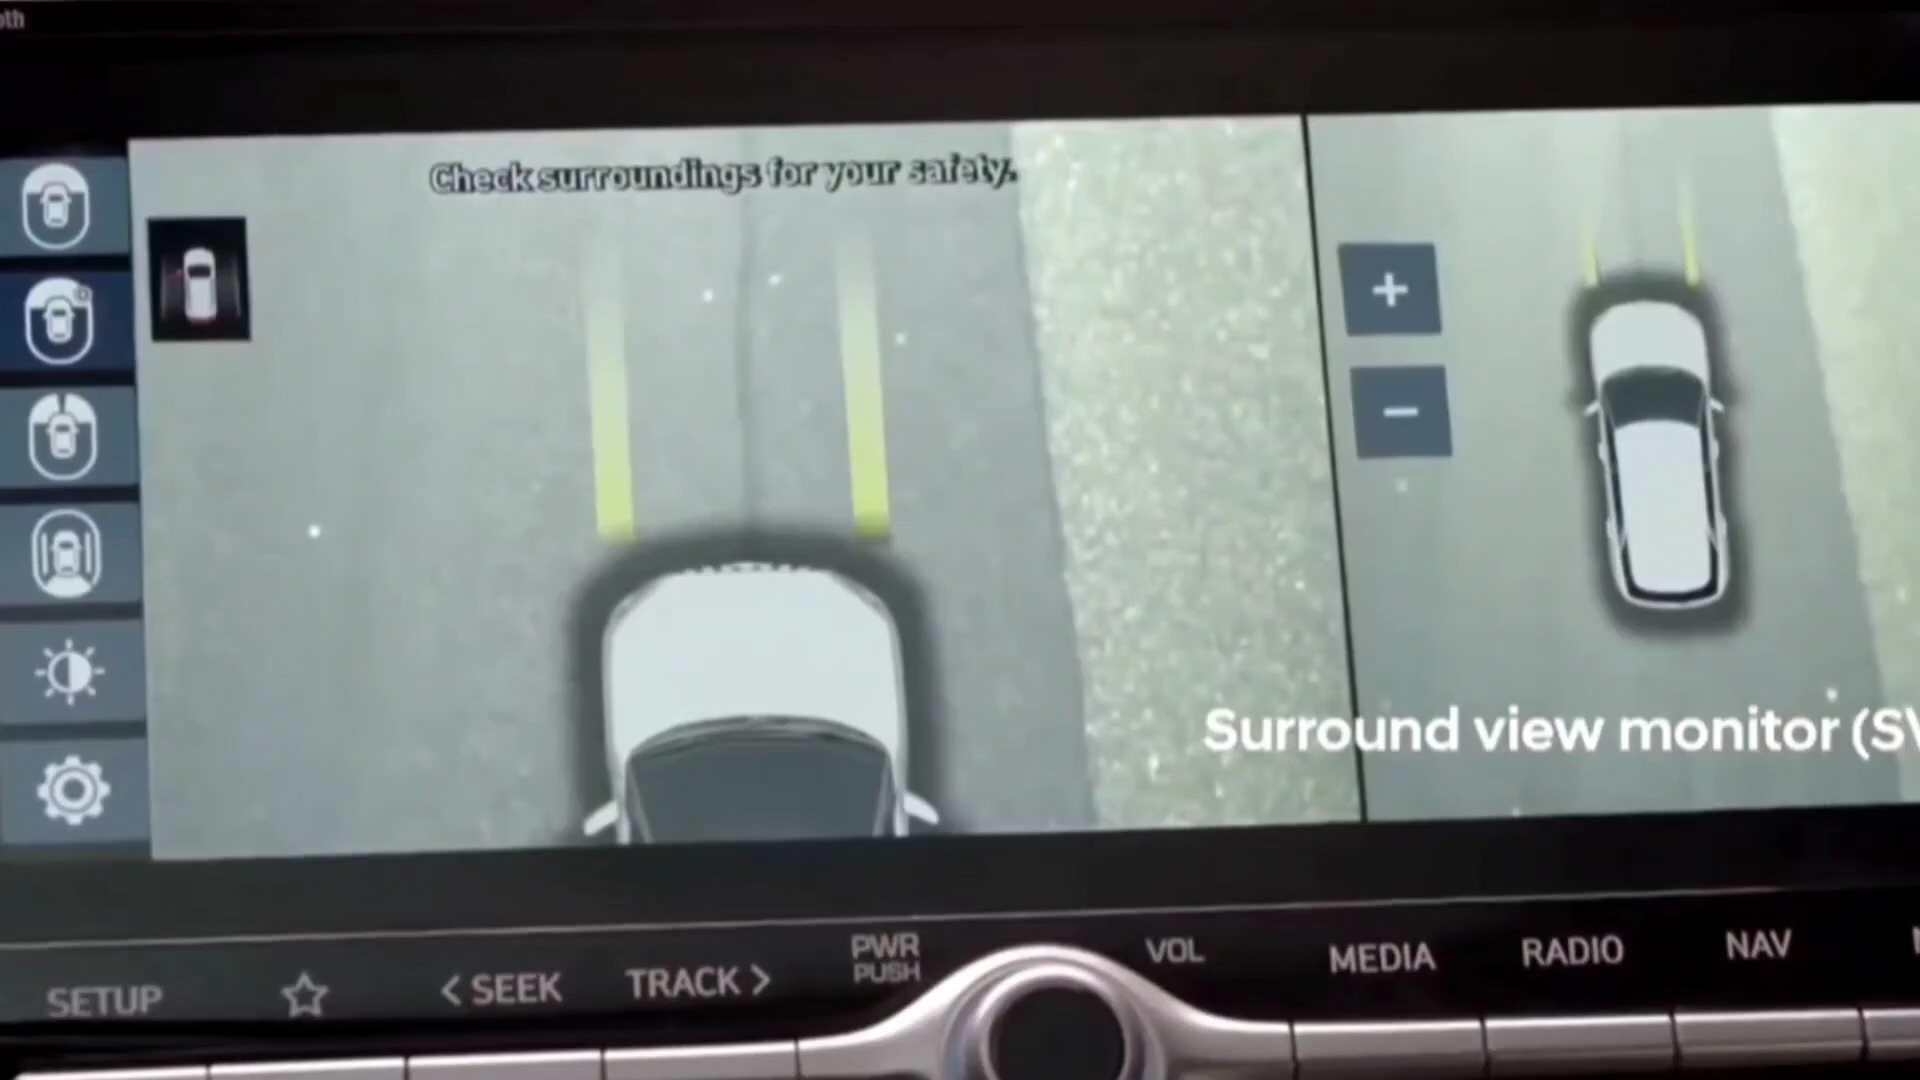 Check surroundings for your safety.
+
−
Surround view monitor (SV
PWR
PUSH
VOL
MEDIA
RADIO
NAV
SETUP
< SEEK
TRACK >